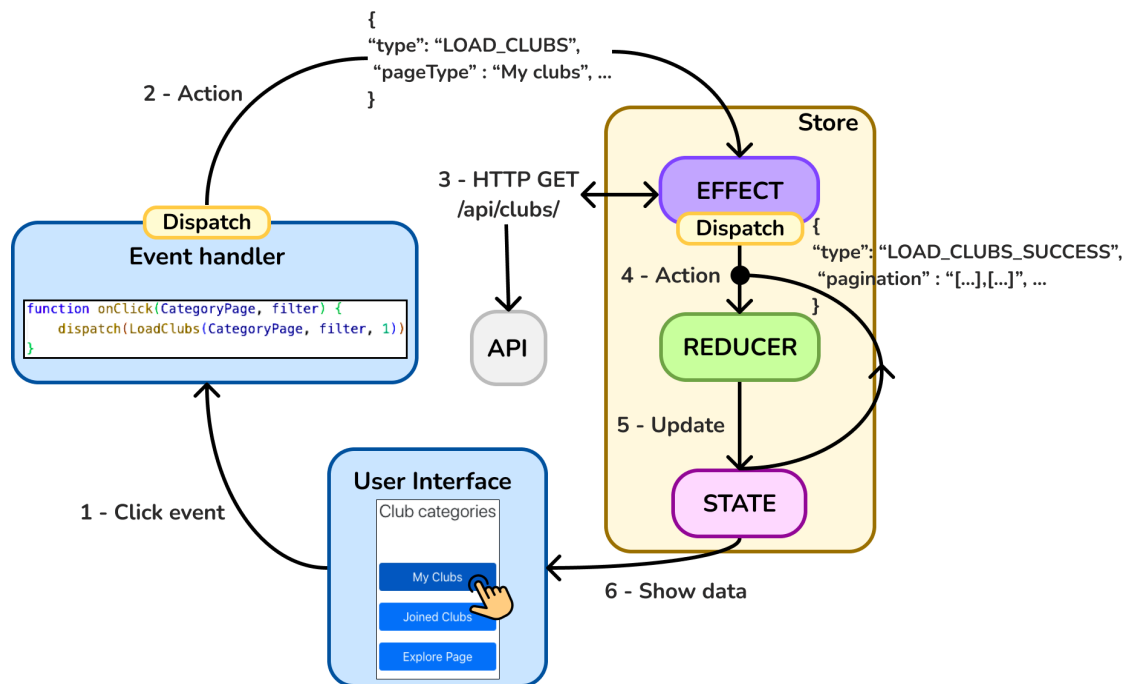 {
“type”: “LOAD_CLUBS”,
“pageType” : “My clubs”, ...
}
2 - Action
Store
3 - HTTP GET
/api/clubs/
EFFECT
Dispatch
{
“type”: “LOAD_CLUBS_SUCCESS”,
“pagination” : “[...],[...]”, ...
}
4 - Action
Dispatch
Event handler
function onClick(CategoryPage, filter) {
dispatch(LoadClubs(CategoryPage, filter, 1))
}
API
REDUCER
5 - Update
STATE
1 - Click event
User Interface
Club categories
My Clubs
Joined Clubs
Explore Page
6 - Show data